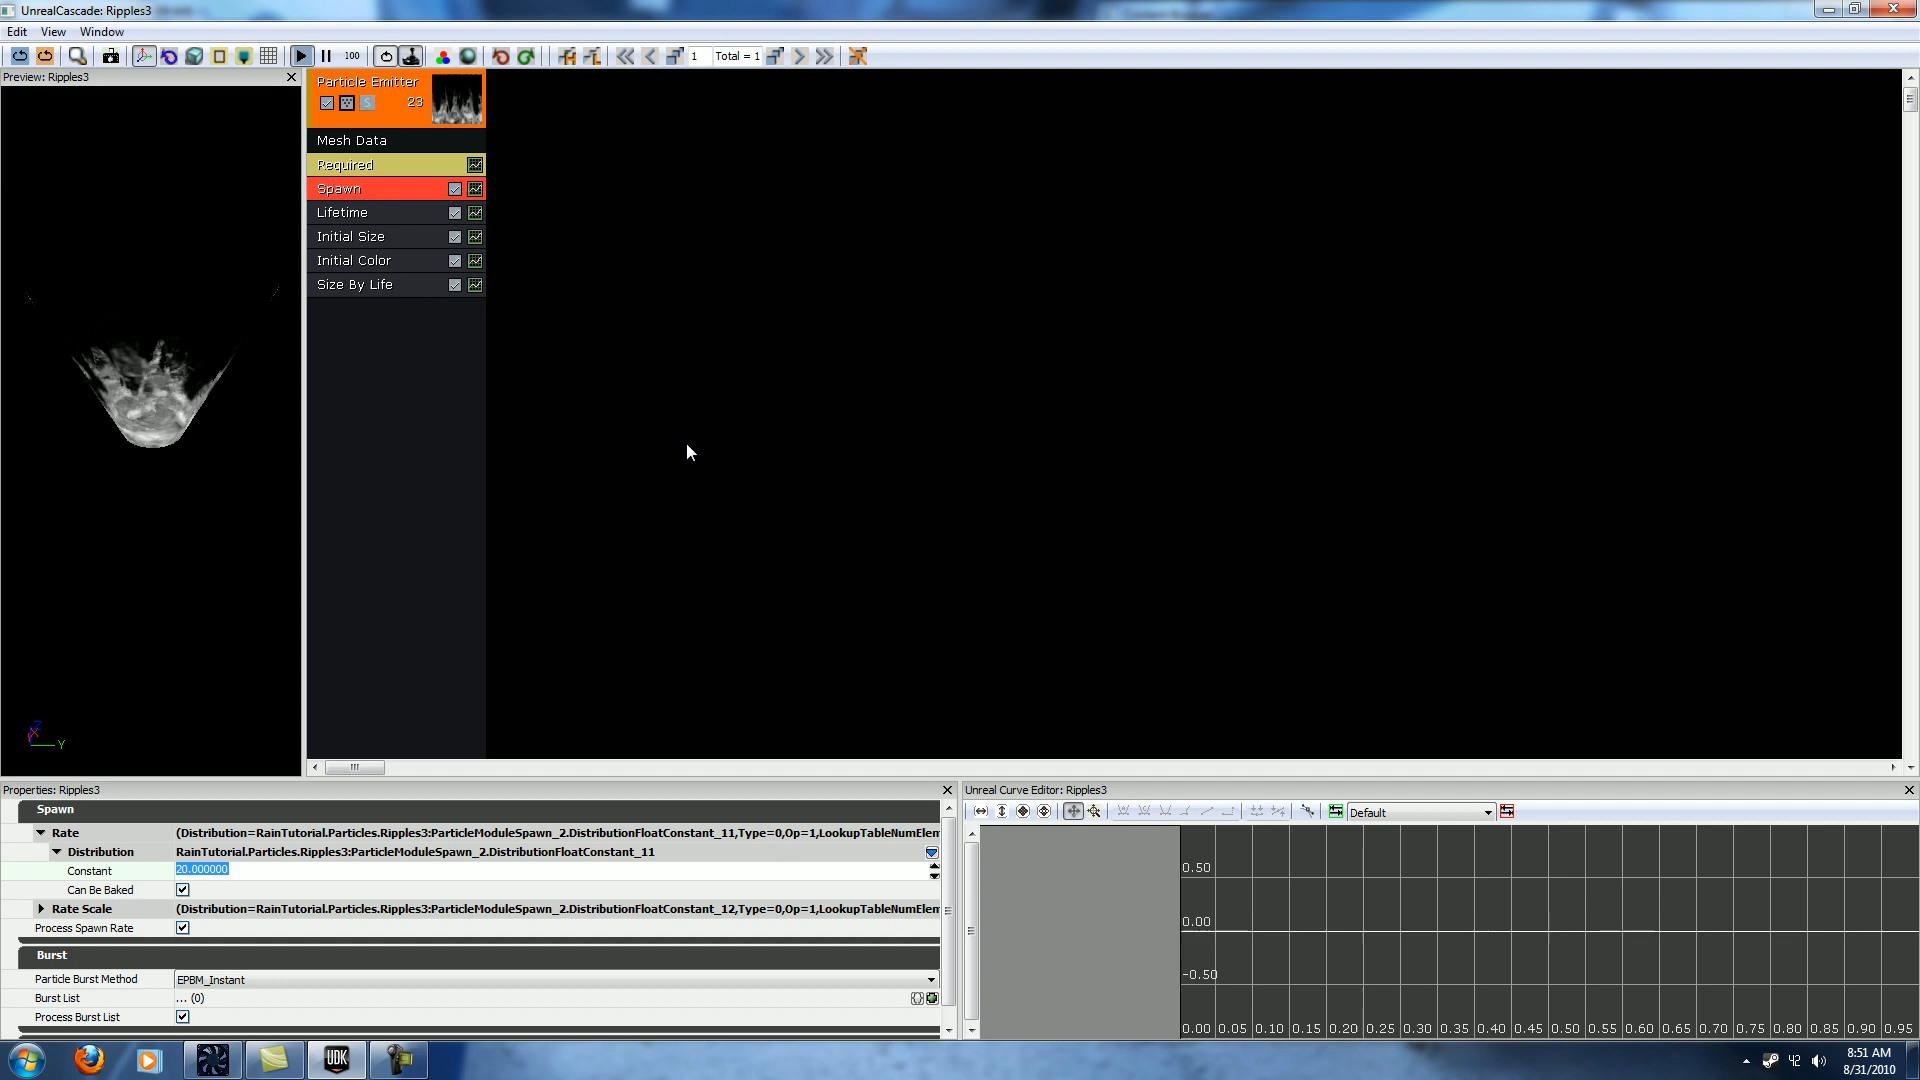 UnrealCascade: Ripples3
Edit View Window
100
1
Total = 1
Preview: Ripples3
Particle Emitter
S
23
Mesh Data
Required
Spawn
Lifetime
Initial Size
Initial Color
Size By Life
Z
X
Y
Properties: Ripples3
Spawn
Rate (Distribution=RainTutorial.Particles.Ripples3:ParticleModuleSpawn_2.DistributionFloatConstant_11,Type=0,Op=1,LookupTableNumElem
Distribution RainTutorial.Particles.Ripples3:ParticleModuleSpawn_2.DistributionFloatConstant_11
Constant 20.000000
Can Be Baked
Rate Scale (Distribution=RainTutorial.Particles.Ripples3:ParticleModuleSpawn_2.DistributionFloatConstant_12,Type=0,Op=1,LookupTableNumElem
Process Spawn Rate
Burst
Particle Burst Method EPBM_Instant
Burst List ... (0)
Process Burst List
Unreal Curve Editor: Ripples3
Default
0.50
0.00
-0.50
0.00 0.05 0.10 0.15 0.20 0.25 0.30 0.35 0.40 0.45 0.50 0.55 0.60 0.65 0.70 0.75 0.80 0.85 0.90 0.95
UDK
42
8:51 AM
8/31/2010